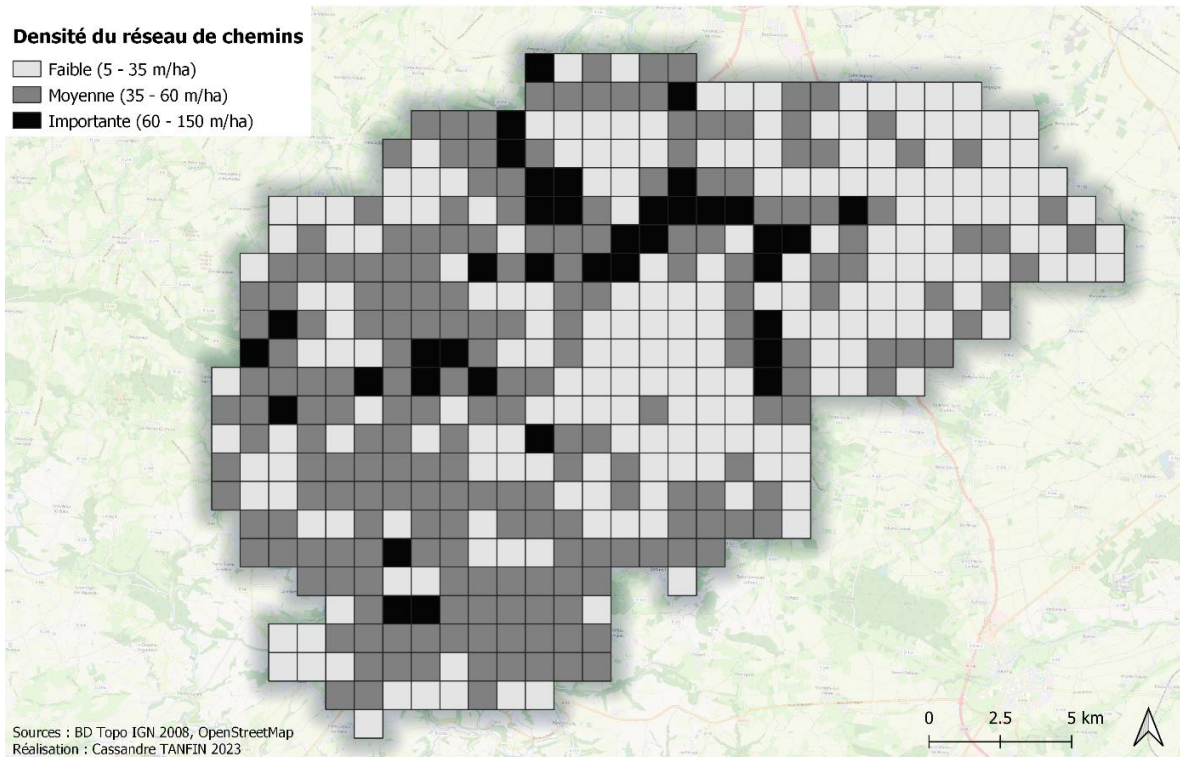 Densité du réseau de chemins
Faible (5 - 35 m/ha)
Moyenne (35 - 60 m/ha)
Importante (60 - 150 m/ha)
Sources : BD Topo IGN 2008, OpenStreetMap
Réalisation : Cassandre TANFIN 2023
0 2.5 5 km